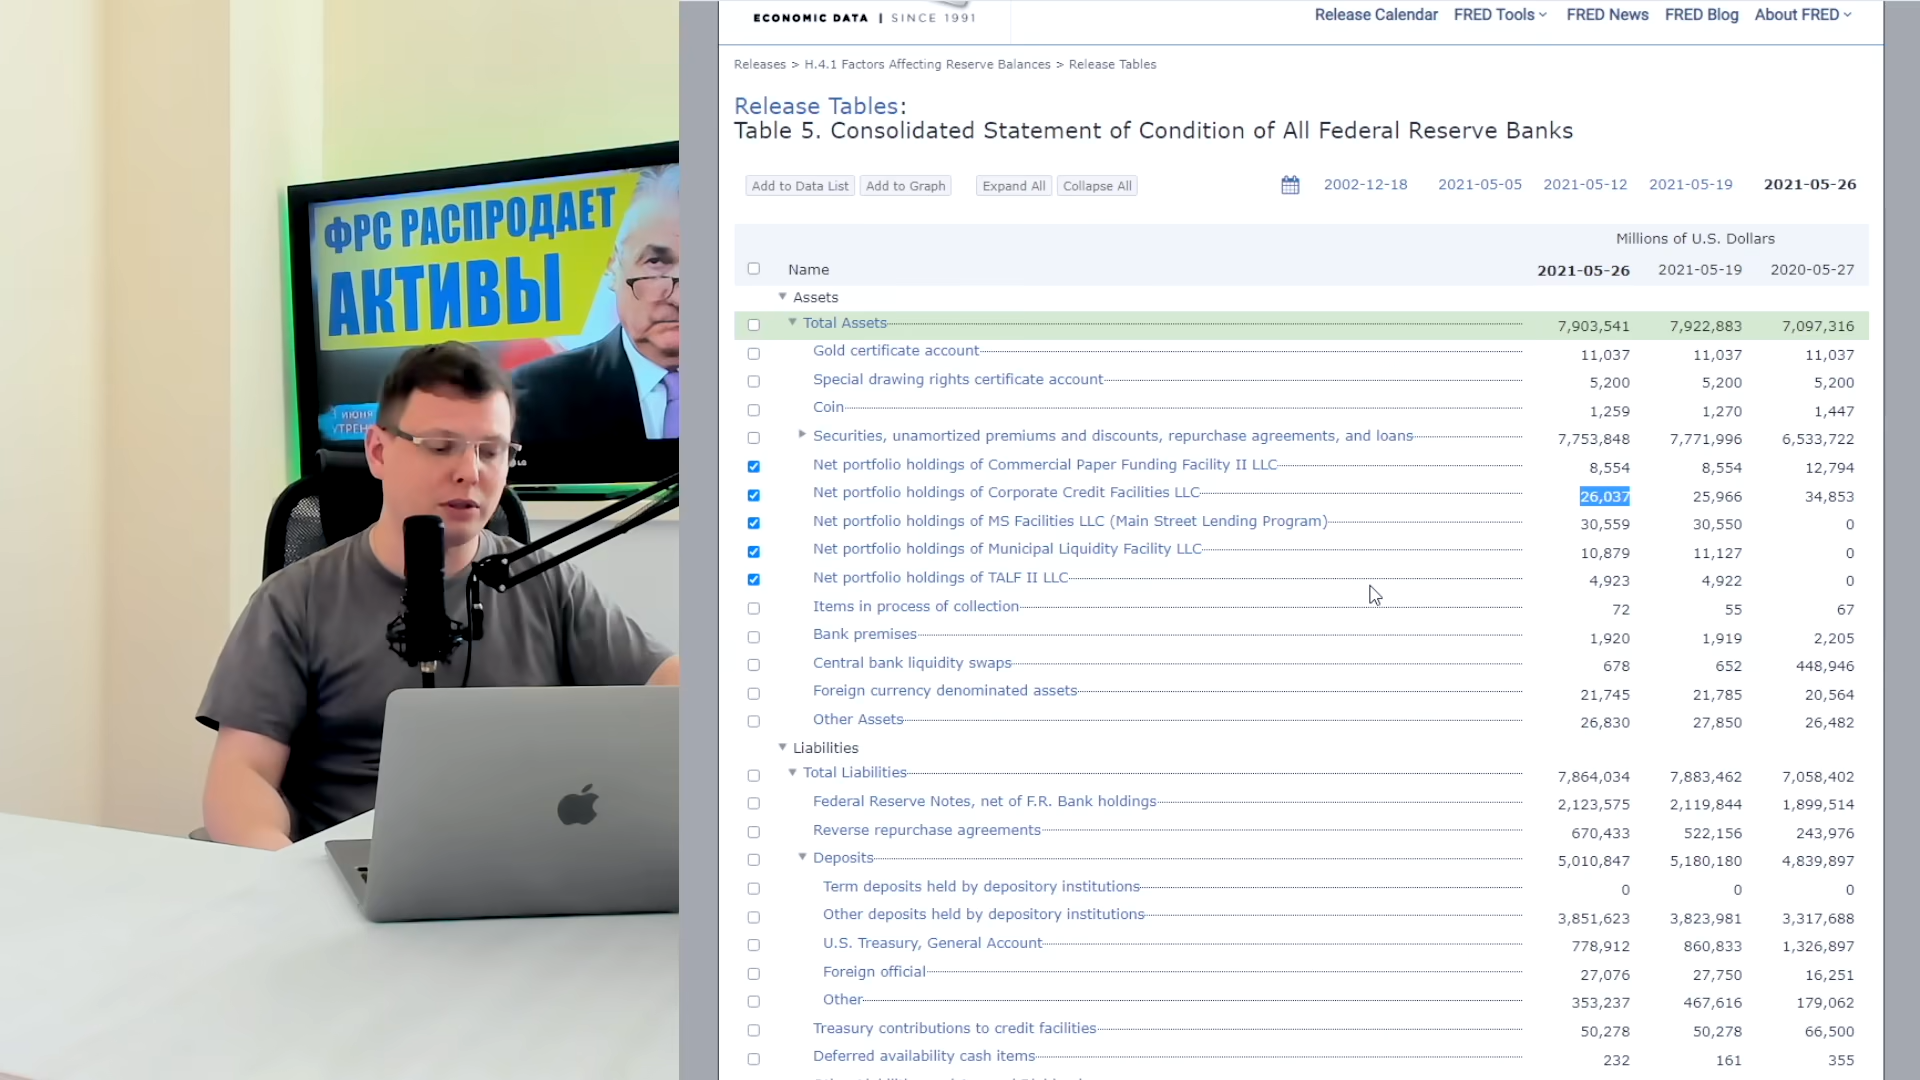 ФРС РАСПРОДАЕТ
АКТИВЫ
ИЮНЯ
УТРЕН
LG
ECONOMIC DATA | SINCE 1991
Release Calendar FRED Tools FRED News FRED Blog About FRED
Releases > H.4.1 Factors Affecting Reserve Balances > Release Tables
Release Tables:
Table 5. Consolidated Statement of Condition of All Federal Reserve Banks
Add to Data List Add to Graph Expand All Collapse All 2002-12-18 2021-05-05 2021-05-12 2021-05-19 2021-05-26
Millions of U.S. Dollars
Name 2021-05-26 2021-05-19 2020-05-27
Assets
Total Assets 7,903,541 7,922,883 7,097,316
Gold certificate account 11,037 11,037 11,037
Special drawing rights certificate account 5,200 5,200 5,200
Coin 1,259 1,270 1,447
Securities, unamortized premiums and discounts, repurchase agreements, and loans 7,753,848 7,771,996 6,533,722
Net portfolio holdings of Commercial Paper Funding Facility II LLC 8,554 8,554 12,794
Net portfolio holdings of Corporate Credit Facilities LLC 26,037 25,966 34,853
Net portfolio holdings of MS Facilities LLC (Main Street Lending Program) 30,559 30,550 0
Net portfolio holdings of Municipal Liquidity Facility LLC 10,879 11,127 0
Net portfolio holdings of TALF II LLC 4,923 4,922 0
Items in process of collection 72 55 67
Bank premises 1,920 1,919 2,205
Central bank liquidity swaps 678 652 448,946
Foreign currency denominated assets 21,745 21,785 20,564
Other Assets 26,830 27,850 26,482
Liabilities
Total Liabilities 7,864,034 7,883,462 7,058,402
Federal Reserve Notes, net of F.R. Bank holdings 2,123,575 2,119,844 1,899,514
Reverse repurchase agreements 670,433 522,156 243,976
Deposits 5,010,847 5,180,180 4,839,897
Term deposits held by depository institutions 0 0 0
Other deposits held by depository institutions 3,851,623 3,823,981 3,317,688
U.S. Treasury, General Account 778,912 860,833 1,326,897
Foreign official 27,076 27,750 16,251
Other 353,237 467,616 179,062
Treasury contributions to credit facilities 50,278 50,278 66,500
Deferred availability cash items 232 161 355